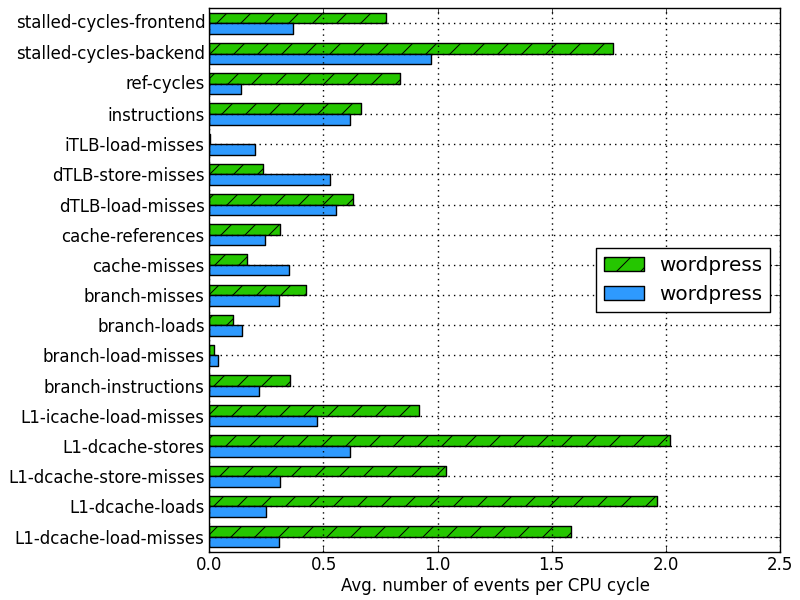 stalled-cycles-frontend
stalled-cycles-backend
ref-cycles
instructions
iTLB-load-misses
dTLB-store-misses
dTLB-load-misses
cache-references
cache-misses
branch-misses
branch-loads
branch-load-misses
branch-instructions
L1-icache-load-misses
L1-dcache-stores
L1-dcache-store-misses
L1-dcache-loads
L1-dcache-load-misses
wordpress
wordpress
0.0 0.5 1.0 1.5 2.0 2.5
Avg. number of events per CPU cycle